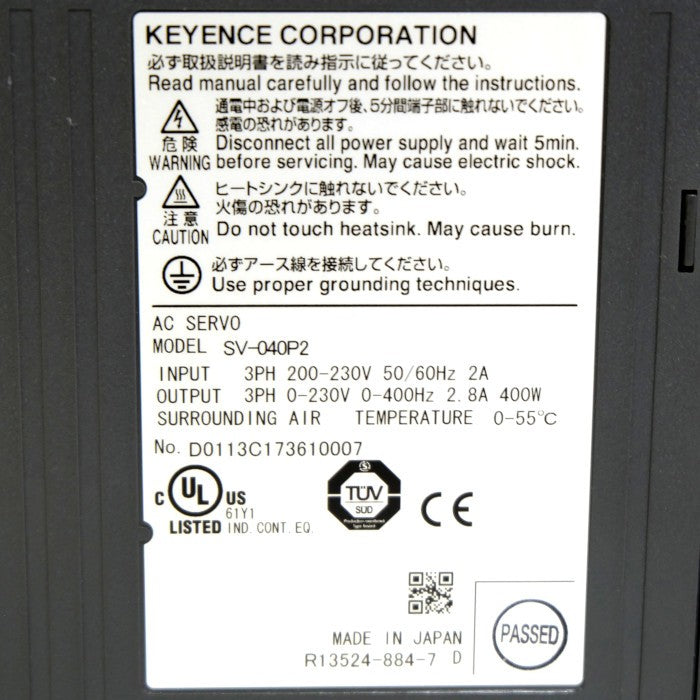 KEYENCE CORPORATION
必ず取扱説明書を読み指示に従ってください。
Read manual carefully and follow the instructions.
通電中および電源オフ後、5分間端子部に触れないでください。
感電の恐れがあります。
危険
WARNING
Disconnect all power supply and wait 5min.
before servicing. May cause electric shock.
ヒートシンクに触れないでください。
火傷の恐れがあります。
注意
CAUTION
Do not touch heatsink. May cause burn.
必ずアース線を接続してください。
Use proper grounding techniques.
AC SERVO
MODEL SV-040P2
INPUT 3PH 200-230V 50/60Hz 2A
OUTPUT 3PH 0-230V 0-400Hz 2.8A 400W
SURROUNDING AIR TEMPERATURE 0-55℃
No. D0113C173610007
C UL US
LISTED
61Y1
IND. CONT. EQ.
TÜV
SÜD
Production monitored
Type tested
CE
MADE IN JAPAN
R13524-884-7 D
PASSED